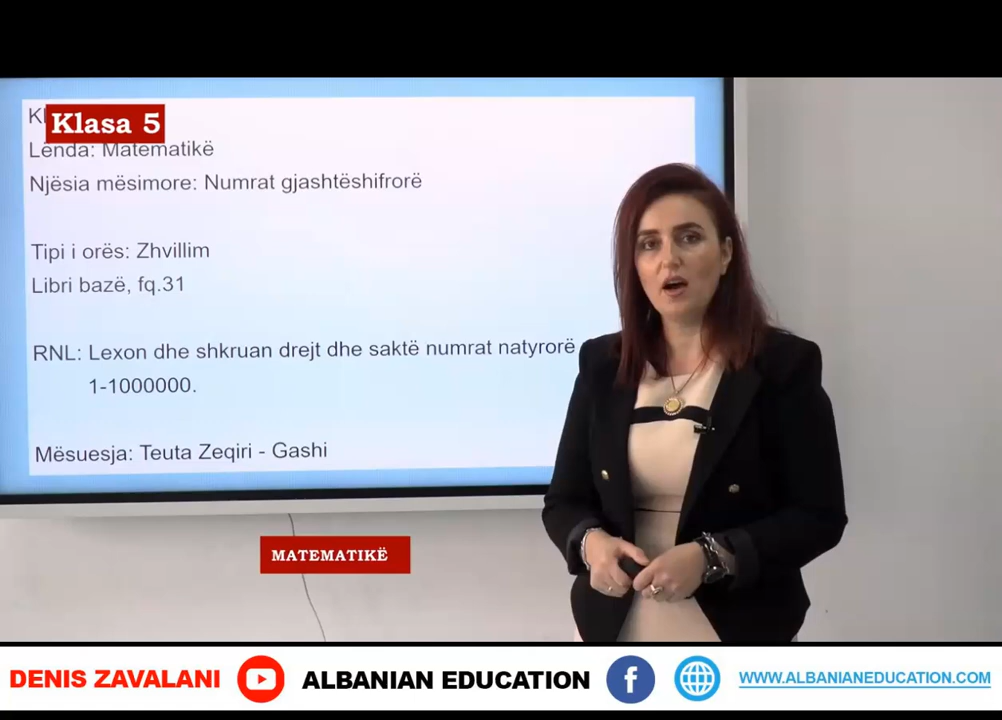 Kl
Klasa 5
Lënda: Matematikë
Njësia mësimore: Numrat gjashtëshifrorë
Tipi i orës: Zhvillim
Libri bazë, fq.31
RNL: Lexon dhe shkruan drejt dhe saktë numrat natyrorë
1-1000000.
Mësuesja: Teuta Zeqiri - Gashi
MATEMATIKË
DENIS ZAVALANI ALBANIAN EDUCATION WWW.ALBANIANEDUCATION.COM